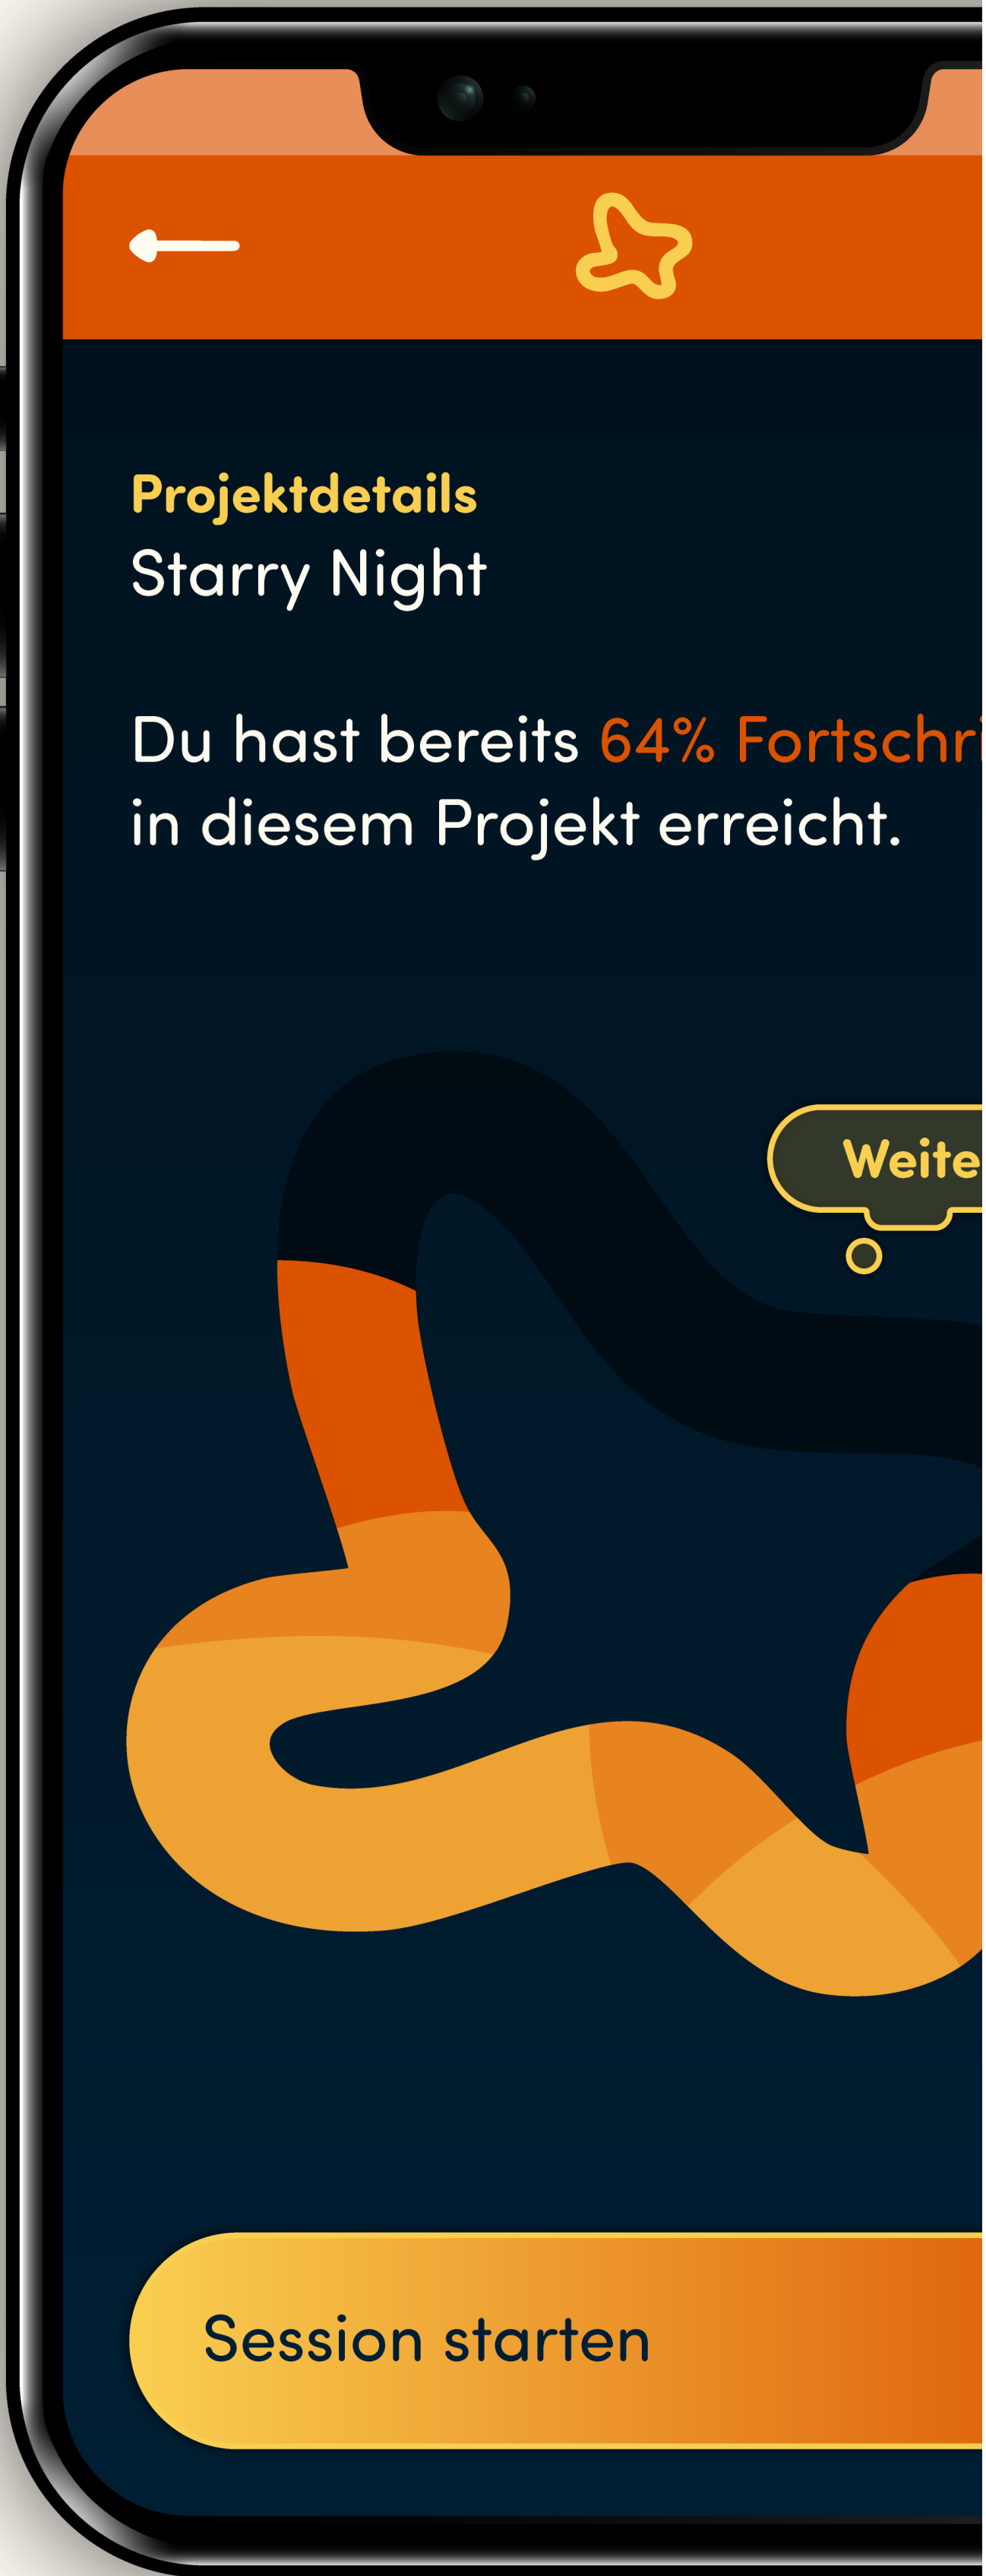 Projektdetails
Starry Night
Du hast bereits 64%
in diesem Projekt erreicht.
Session starten